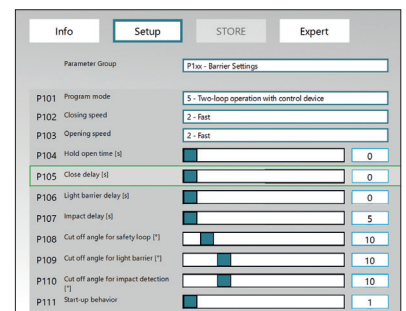 Info Setup STORE Expert
Parameter Group P1xx - Barrier Settings
P101 Program mode 5 - Two-loop operation with control device
P102 Closing speed 2 - Fast
P103 Opening speed 2 - Fast
P104 Hold open time [s] 0
P105 Close delay [s] 0
P106 Light barrier delay [s] 0
P107 Impact delay [s] 5
P108 Cut off angle for safety loop [°] 10
P109 Cut off angle for light barrier [°] 10
P110 Cut off angle for impact detection [°] 10
P111 Start-up behavior 1